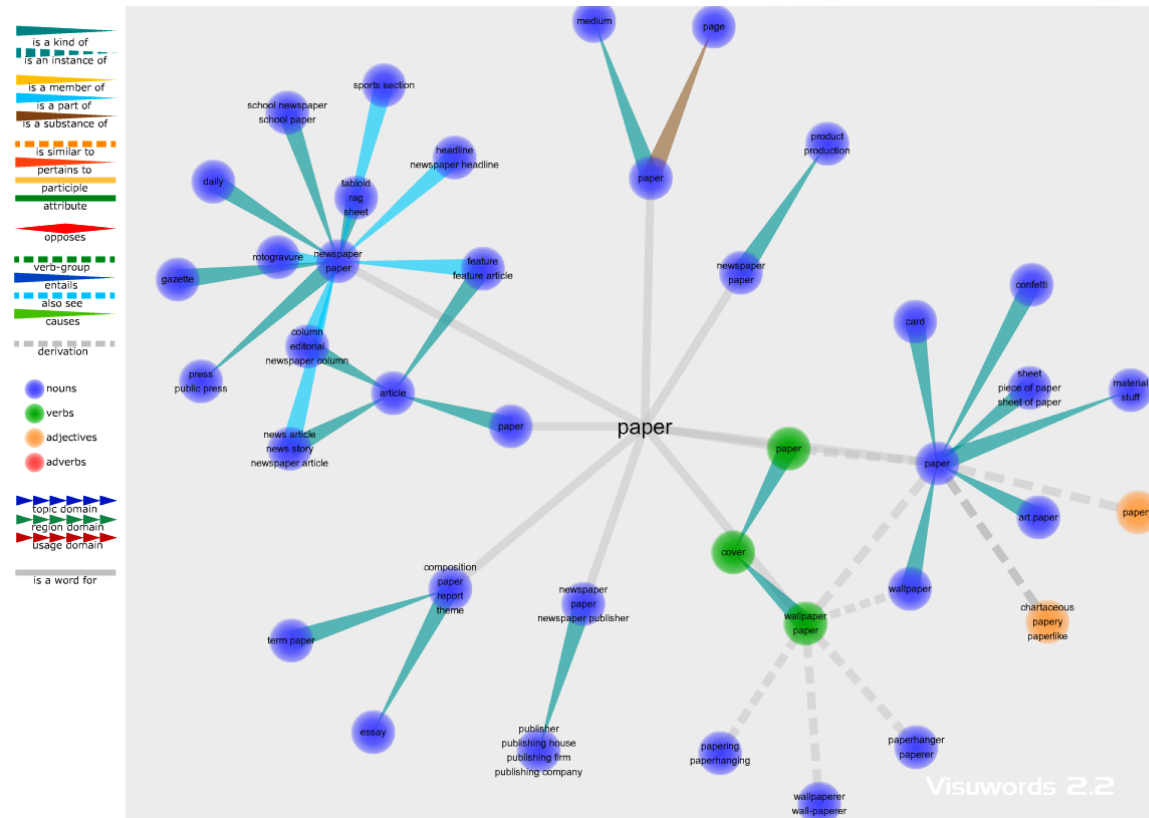 is a kind of
is an instance of
is a member of
is a part of
is a substance of
is similar to
pertains to
participle
attribute
opposes
verb-group
entails
also see
causes
derivation
nouns
verbs
adjectives
adverbs
topic domain
region domain
usage domain
is a word for
medium
page
sports section
school newspaper
school paper
headline
newspaper headline
product
production
daily
tabloid
rag
sheet
paper
rotogravure
newspaper
paper
feature
feature article
gazette
newspaper
paper
confetti
card
column
editorial
newspaper column
press
public press
article
sheet
piece of paper
sheet of paper
material
stuff
news article
news story
newspaper article
paper
paper
paper
paper
art paper
papery
cover
composition
paper
report
theme
newspaper
paper
newspaper publisher
wallpaper
wallpaper
paper
chartaceous
papery
paperlike
term paper
essay
publisher
publishing house
publishing firm
publishing company
papering
paperhanging
paperhanger
paperer
wallpaperer
wall-paperer
Visuwords 2.2